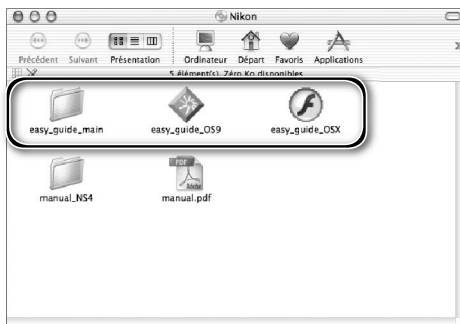 Nikon
Précédent Suivant Présentation Ordinateur Départ Favoris Applications
5 élément(s), Zéro Ko disponibles
easy_guide_main easy_guide_OS9 easy_guide_OSX
manual_NS4 manual.pdf